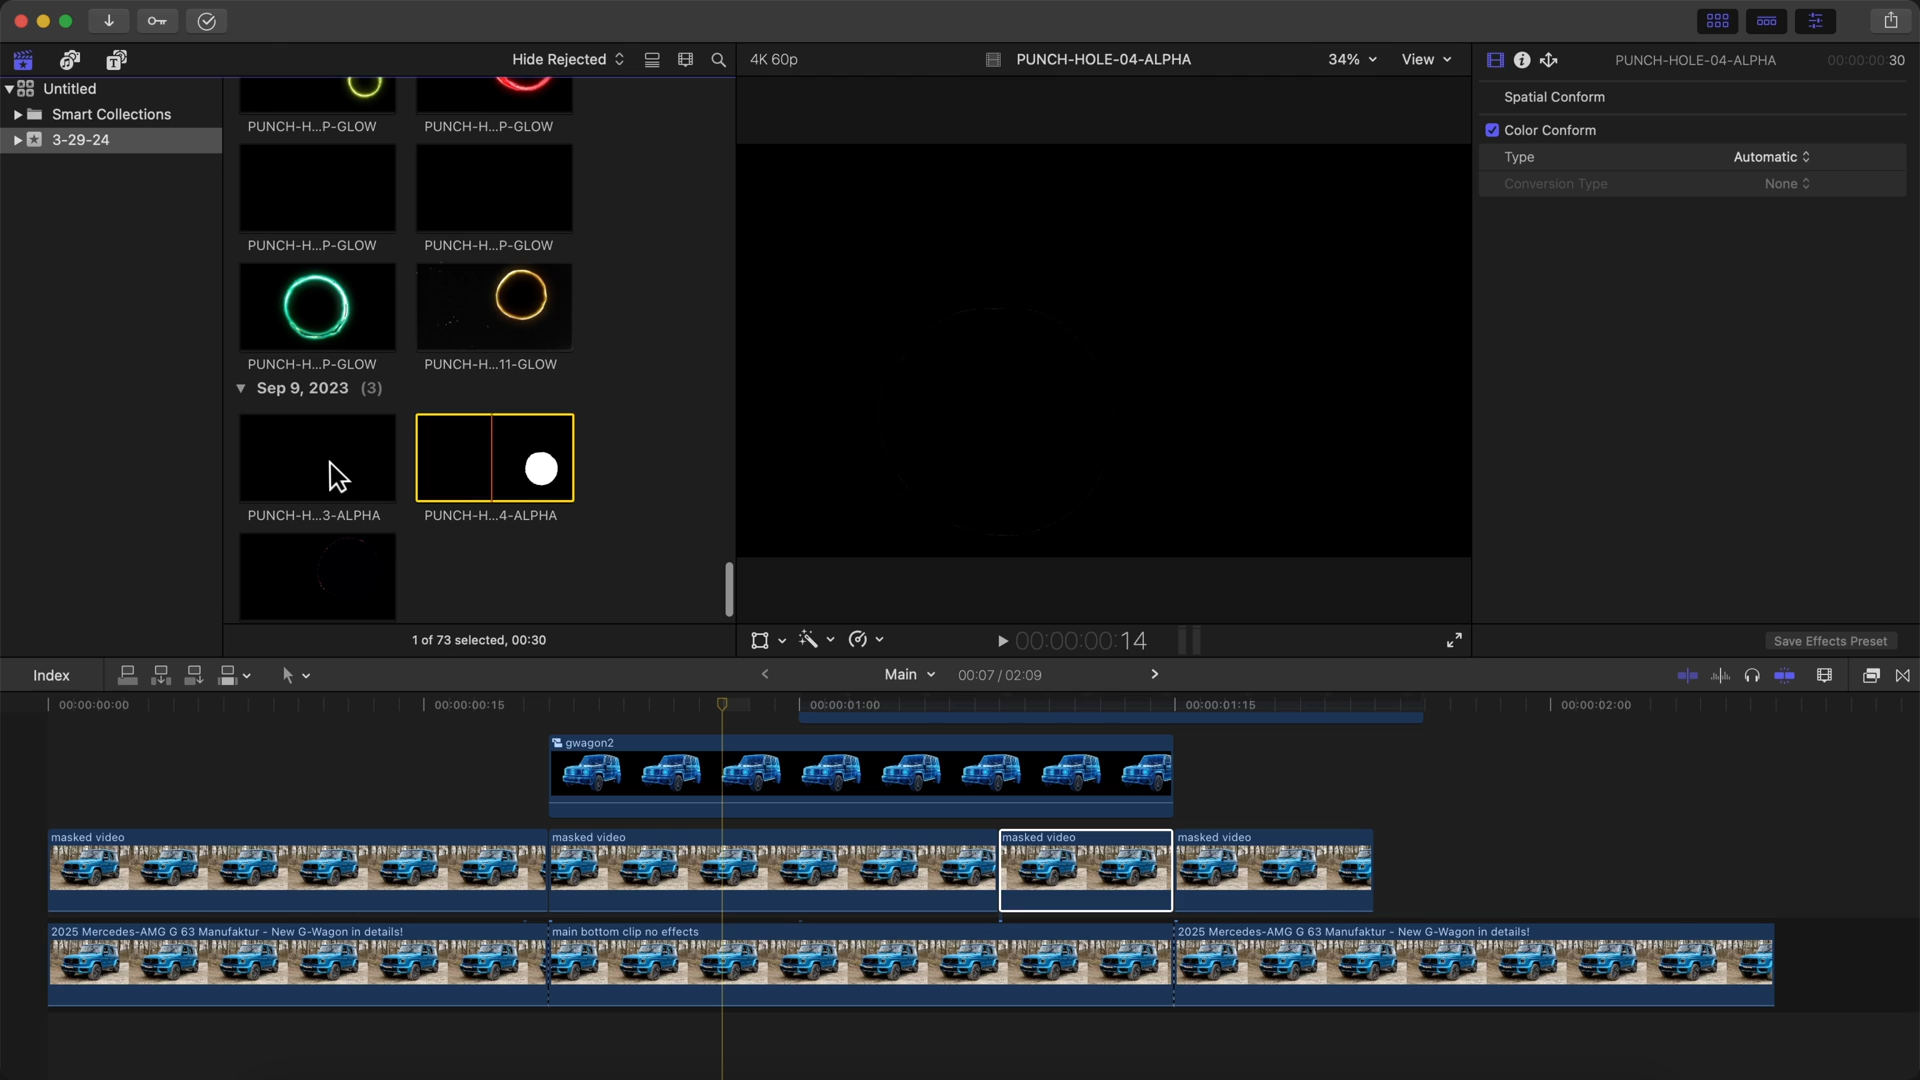 Hide Rejected
4K 60p
PUNCH-HOLE-04-ALPHA
34%
View
PUNCH-HOLE-04-ALPHA
00:00:00:30
Untitled
Smart Collections
3-29-24
PUNCH-H...P-GLOW
PUNCH-H...P-GLOW
PUNCH-H...P-GLOW
PUNCH-H...P-GLOW
PUNCH-H...P-GLOW
PUNCH-H...11-GLOW
Sep 9, 2023 (3)
PUNCH-H...3-ALPHA
PUNCH-H...4-ALPHA
1 of 73 selected, 00:30
Spatial Conform
Color Conform
Type
Automatic
Conversion Type
None
00:00:00:14
Save Effects Preset
Index
Main
00:07 / 02:09
00:00:00:00
00:00:00:15
00:00:01:00
00:00:01:15
00:00:02:00
gwagon2
masked video
masked video
masked video
masked video
2025 Mercedes-AMG G 63 Manufaktur - New G-Wagon in details!
main bottom clip no effects
2025 Mercedes-AMG G 63 Manufaktur - New G-Wagon in details!